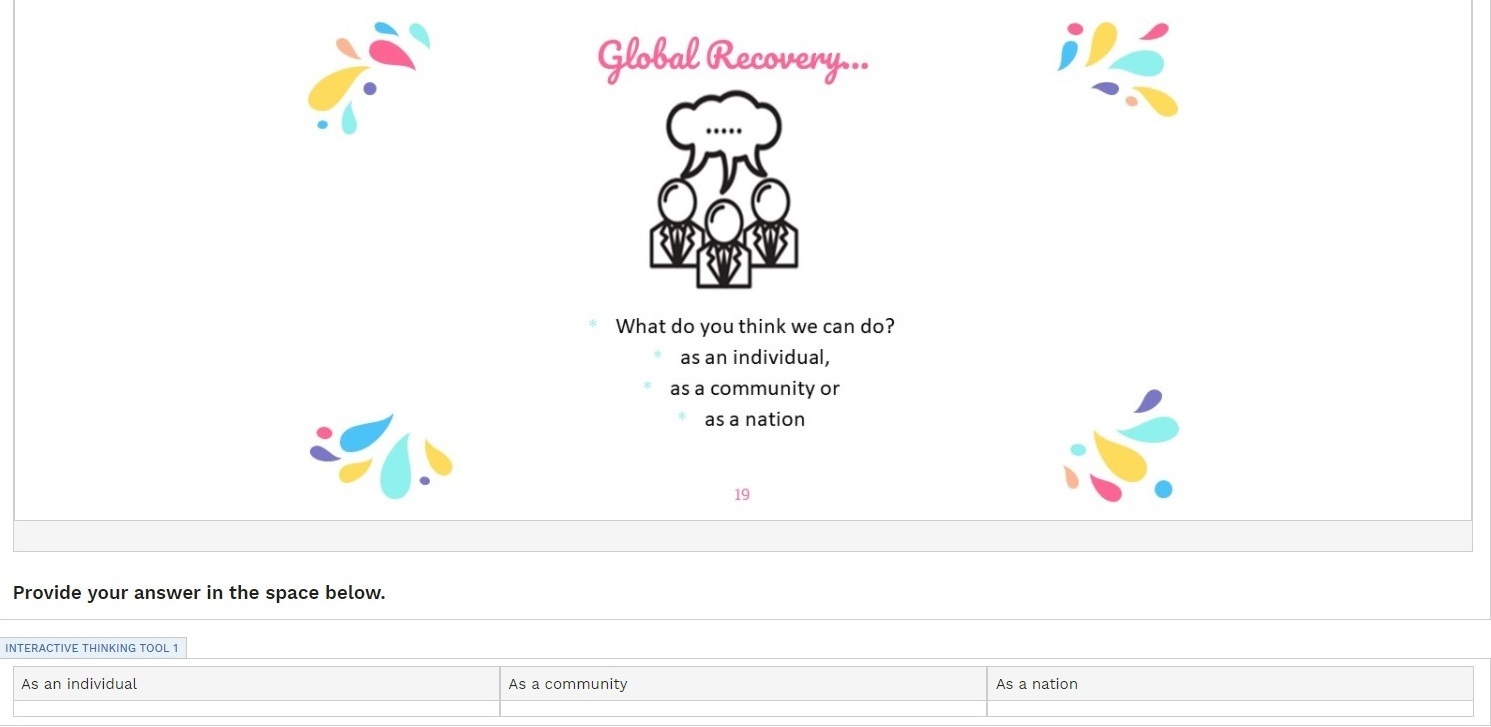 Global Recovery...
.....
* What do you think we can do?
* as an individual,
* as a community or
* as a nation
19
Provide your answer in the space below.
INTERACTIVE THINKING TOOL 1
As an individual
As a community
As a nation